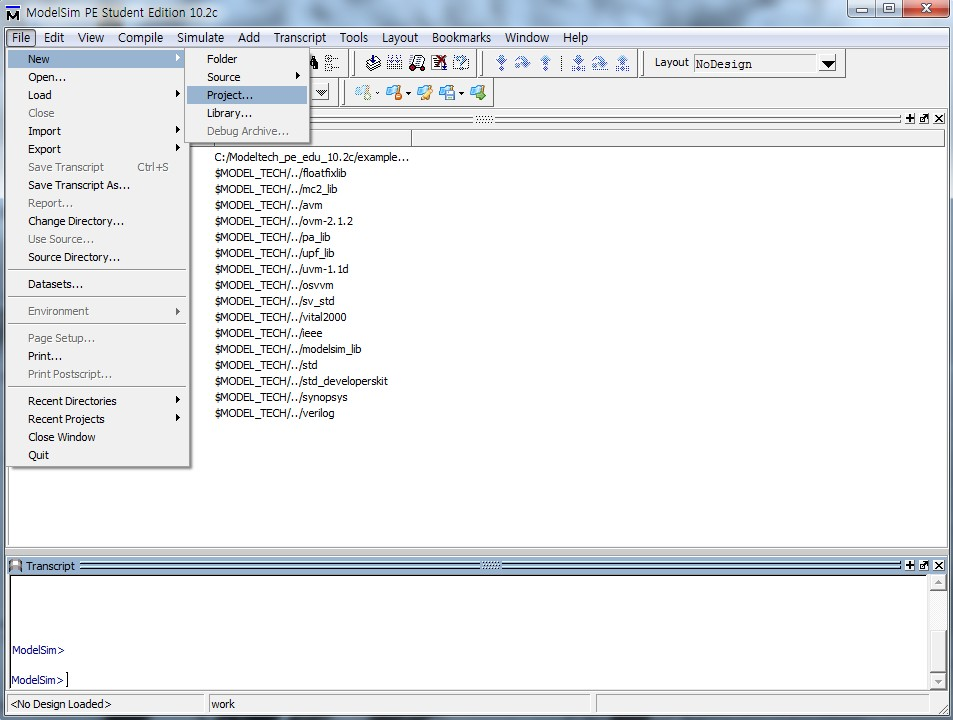 ModelSim PE Student Edition 10.2c
File Edit View Compile Simulate Add Transcript Tools Layout Bookmarks Window Help
New
Open...
Load
Close
Import
Export
Save Transcript Ctrl+S
Save Transcript As...
Report...
Change Directory...
Use Source...
Source Directory...
Datasets...
Environment
Page Setup...
Print...
Print Postscript...
Recent Directories
Recent Projects
Close Window
Quit
Folder
Source
Project...
Library...
Debug Archive...
Layout NoDesign
C:/Modeltech_pe_edu_10.2c/example...
$MODEL_TECH/../floatfixlib
$MODEL_TECH/../mc2_lib
$MODEL_TECH/../avm
$MODEL_TECH/../ovm-2.1.2
$MODEL_TECH/../pa_lib
$MODEL_TECH/../upf_lib
$MODEL_TECH/../uvm-1.1d
$MODEL_TECH/../osvvm
$MODEL_TECH/../sv_std
$MODEL_TECH/../vital2000
$MODEL_TECH/../ieee
$MODEL_TECH/../modelsim_lib
$MODEL_TECH/../std
$MODEL_TECH/../std_developerskit
$MODEL_TECH/../synopsys
$MODEL_TECH/../verilog
Transcript
ModelSim>
ModelSim>
<No Design Loaded> work